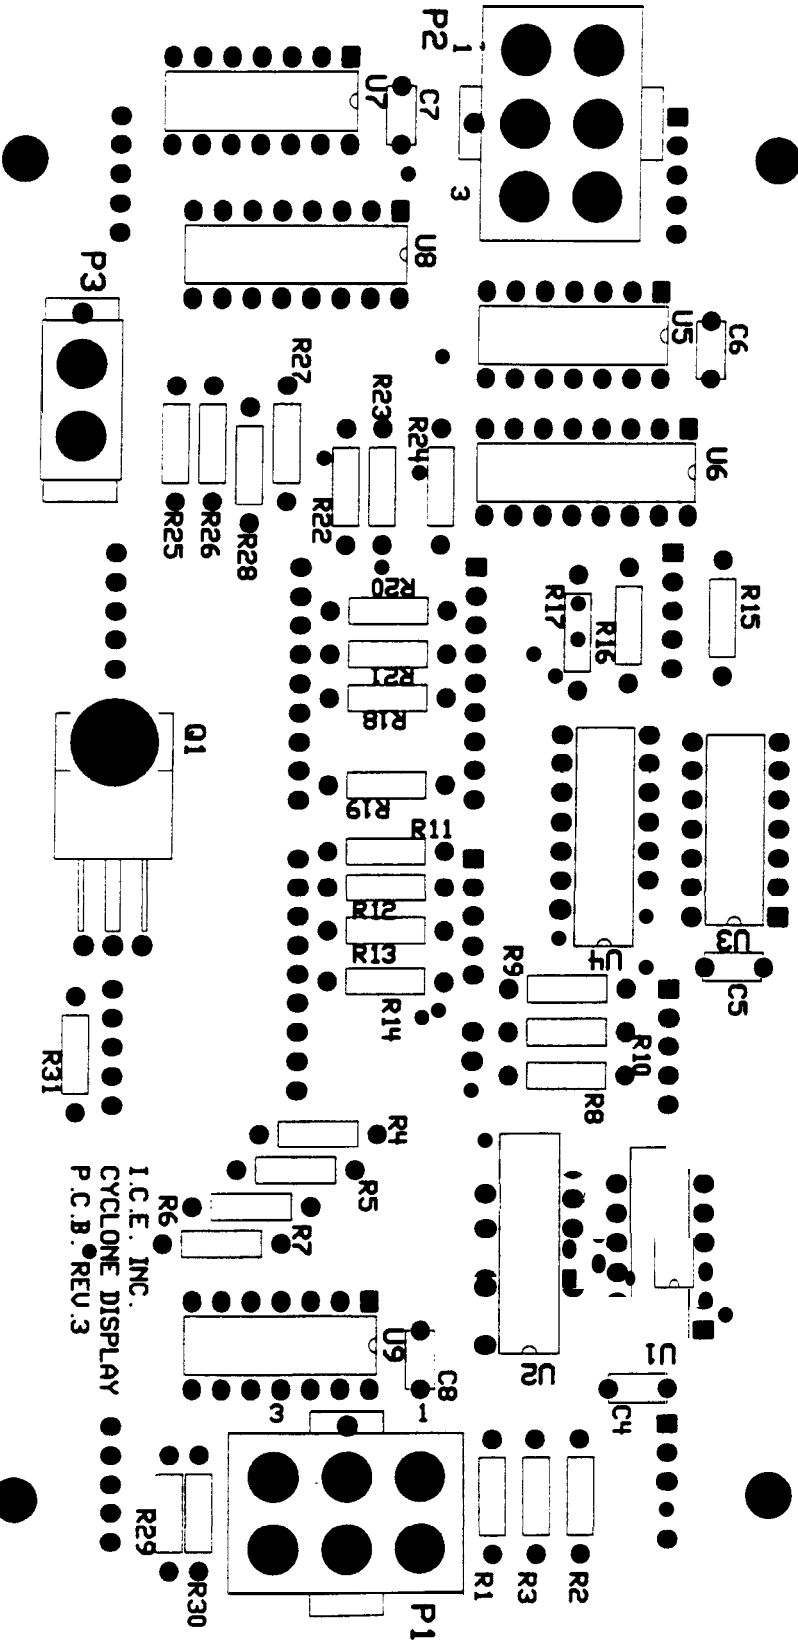 P2
1
3
U7
C7
U8
P3
U5
C6
R27
R23
R24
U6
R25
R26
R28
R22
R20
R21
R18
R17
R16
R15
Q1
R19
R11
R12
R13
R14
U4
U3
C5
R9
R10
R8
R31
R4
R5
R6
R7
I.C.E. INC.
CYCLONE DISPLAY
P.C.B. REV.3
U9
C8
U2
U1
C4
3
1
R29
R30
P1
R1
R3
R2